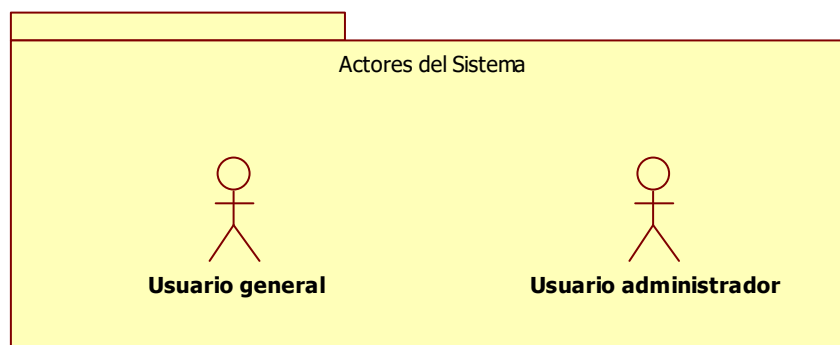 Actores del Sistema
Usuario general
Usuario administrador